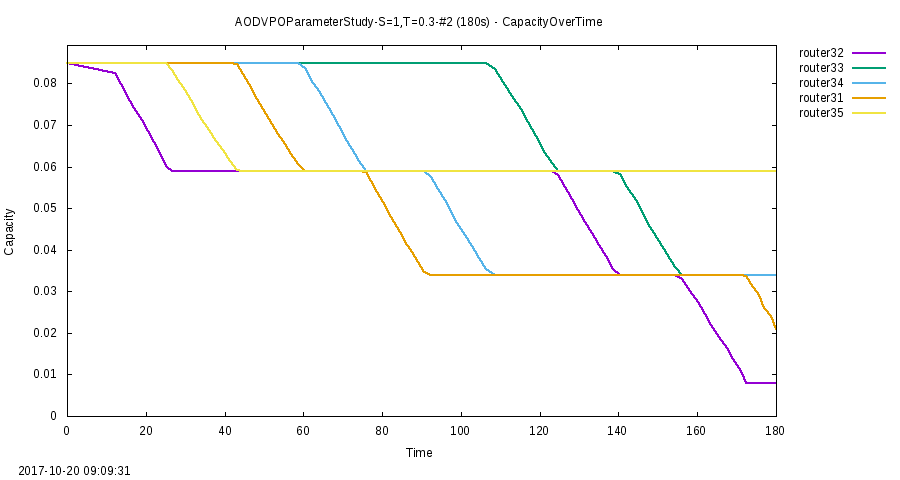 AODVPOParameterStudy-S=1,T=0.3-#2 (180s) - CapacityOverTime
router32
router33
router34
router31
router35
0.08
0.07
0.06
0.05
0.04
0.03
0.02
0.01
0
Capacity
0 20 40 60 80 100 120 140 160 180
Time
2017-10-20 09:09:31